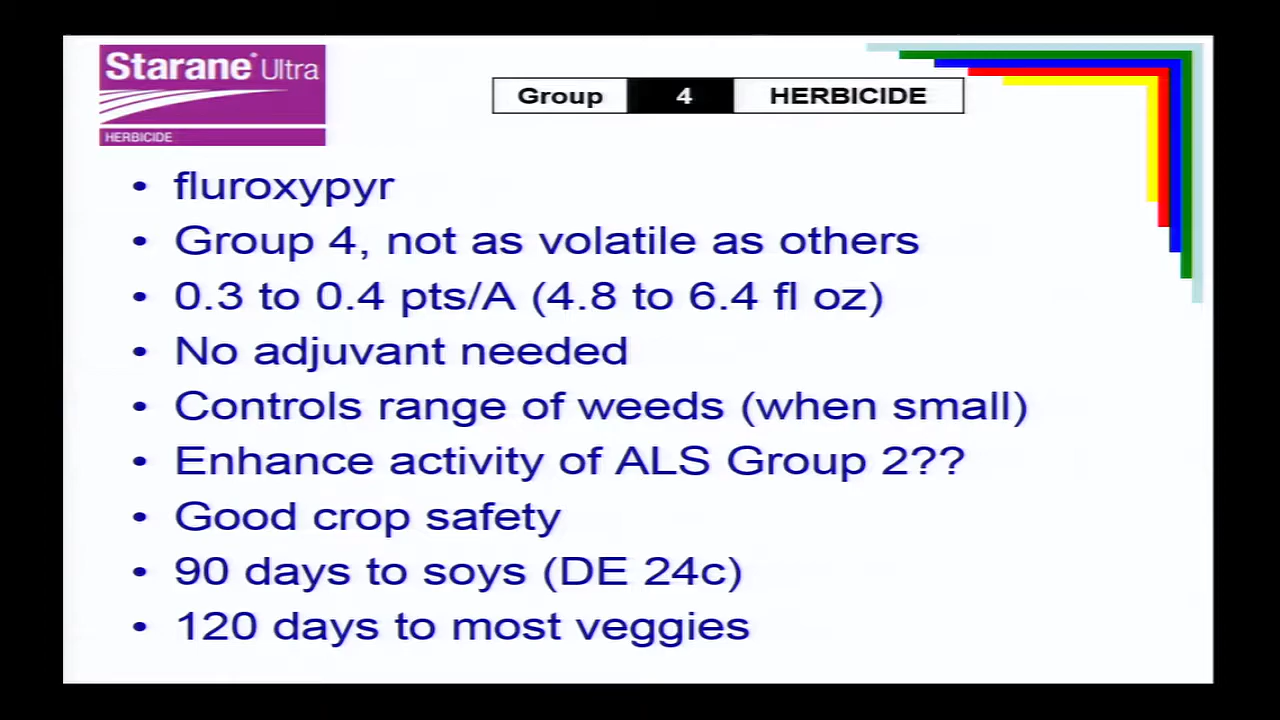 Starane® Ultra
HERBICIDE
Group 4 HERBICIDE
• fluroxypyr
• Group 4, not as volatile as others
• 0.3 to 0.4 pts/A (4.8 to 6.4 fl oz)
• No adjuvant needed
• Controls range of weeds (when small)
• Enhance activity of ALS Group 2??
• Good crop safety
• 90 days to soys (DE 24c)
• 120 days to most veggies